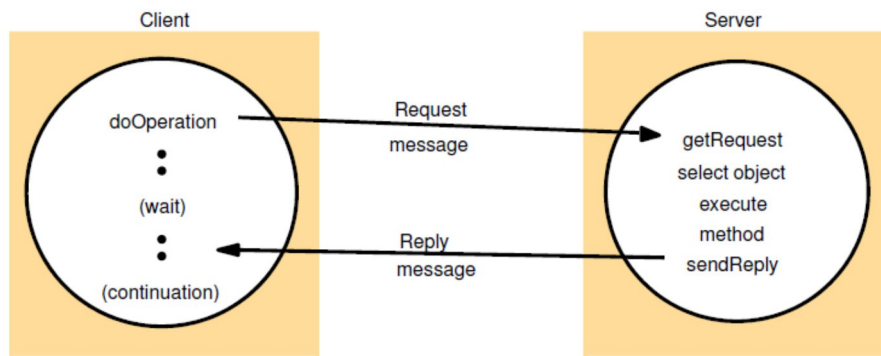 Client
Server
doOperation
(wait)
(continuation)
Request
message
Reply
message
getRequest
select object
execute
method
sendReply